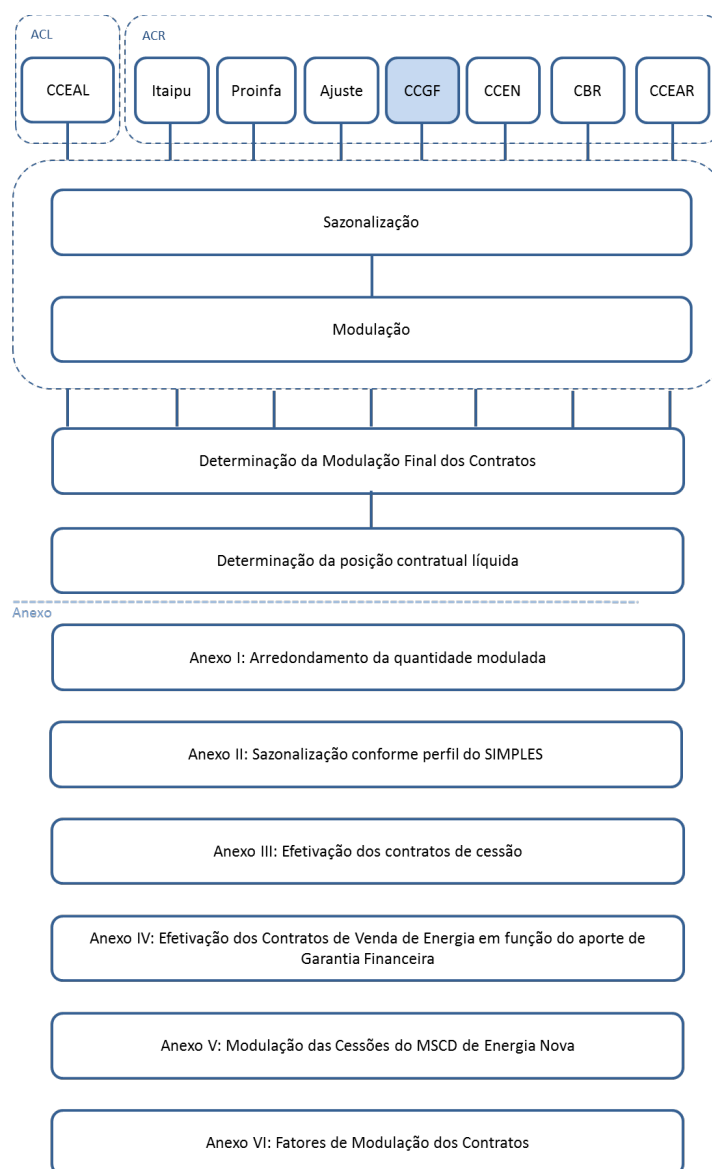 ACL
ACR
CCEAL
Itaipu
Proinfa
Ajuste
CCGF
CCEN
CBR
CCEAR
Sazonalização
Modulação
Determinação da Modulação Final dos Contratos
Determinação da posição contratual líquida
Anexo
Anexo I: Arredondamento da quantidade modulada
Anexo II: Sazonalização conforme perfil do SIMPLES
Anexo III: Efetivação dos contratos de cessão
Anexo IV: Efetivação dos Contratos de Venda de Energia em função do aporte de
Garantia Financeira
Anexo V: Modulação das Cessões do MSCD de Energia Nova
Anexo VI: Fatores de Modulação dos Contratos